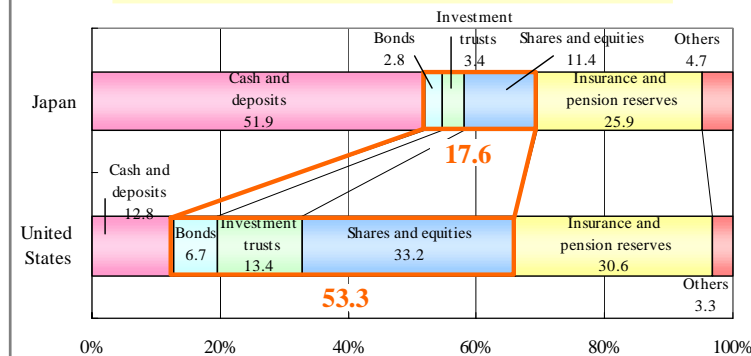 Investment
trusts
3.4
Bonds
2.8
Shares and equities
11.4
Others
4.7
Japan
Cash and
deposits
51.9
Insurance and
pension reserves
25.9
17.6
Cash and
deposits
12.8
United
States
Bonds
6.7
Investment
trusts
13.4
Shares and equities
33.2
Insurance and
pension reserves
30.6
Others
3.3
53.3
0%
20%
40%
60%
80%
100%